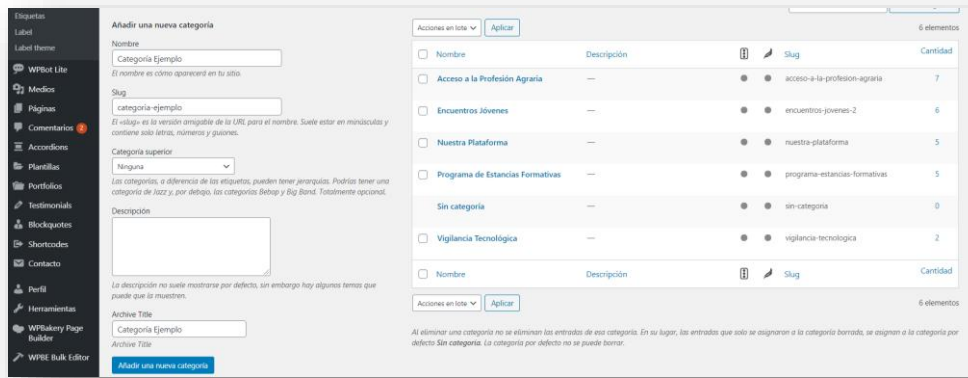 Etiquetas
Label
Label theme
WPBot Lite
Medios
Páginas
Comentarios 2
Accordions
Plantillas
Portfolios
Testimonials
Blockquotes
Shortcodes
Contacto
Perfil
Herramientas
WPBakery Page
Builder
WPBE Bulk Editor
Añadir una nueva categoría
Nombre
Categoría Ejemplo
El nombre es cómo aparecerá en tu sitio.
Slug
categoria-ejemplo
El «slug» es la versión amigable de la URL para el nombre. Suele estar en minúsculas y
contiene solo letras, números y guiones.
Categoría superior
Ninguna
Las categorías, a diferencia de las etiquetas, pueden tener jerarquías. Podrías tener una
categoría de Jazz y, por debajo, las categorías Bebop y Big Band. Totalmente opcional.
Descripción
La descripción no suele mostrarse por defecto, sin embargo hay algunos temas que
puede que la muestren.
Archive Title
Categoría Ejemplo
Archive Title
Añadir una nueva categoría
Acciones en lote Aplicar 6 elementos
Nombre Descripción Slug Cantidad
Acceso a la Profesión Agraria — acceso-a-la-profesion-agraria 7
Encuentros Jóvenes — encuentros-jovenes-2 6
Nuestra Plataforma — nuestra-plataforma 5
Programa de Estancias Formativas — programa-estancias-formativas 5
Sin categoría — sin-categoria 0
Vigilancia Tecnológica — vigilancia-tecnologica 2
Nombre Descripción Slug Cantidad
Acciones en lote Aplicar 6 elementos
Al eliminar una categoría no se eliminan las entradas de esa categoría. En su lugar, las entradas que solo se asignaron a la categoría borrada, se asignan a la categoría por
defecto Sin categoría. La categoría por defecto no se puede borrar.